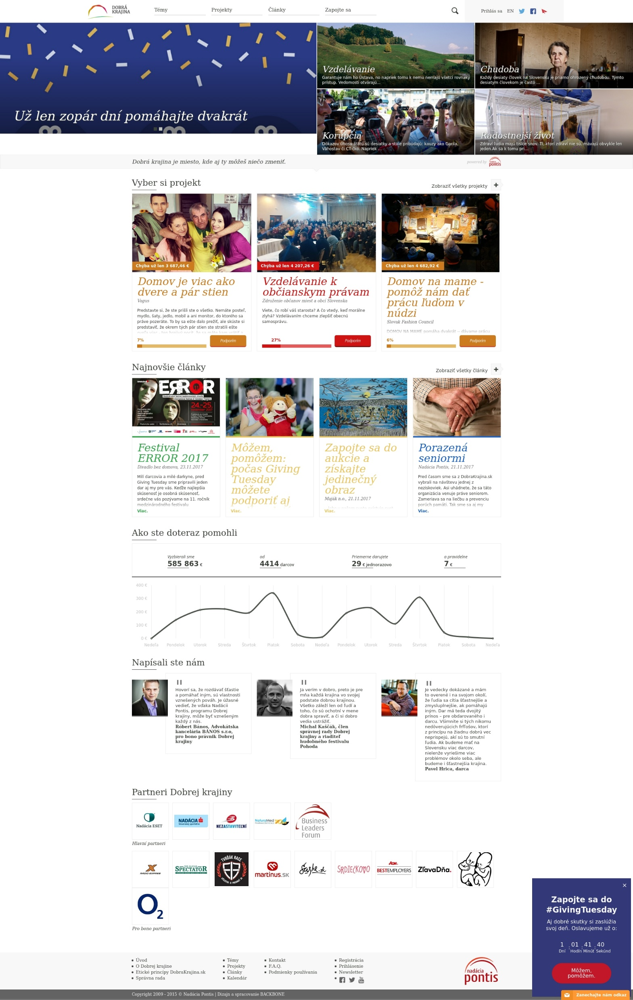 DOBRÁ
KRAJINA
Témy
Projekty
Články
Zapojte sa
Prihlás sa
EN
Už len zopár dní pomáhajte dvakrát
Vzdelávanie
Garantuje nám ho Ústava, no napriek tomu k nemu nemajú všetci rovnaký
prístup. Vedomosti otvárajú...
Chudoba
Každý desiaty človek na Slovensku je priamo ohrozený chudobou. Týmto
desiatym človekom je často ...
Korupcia
Dôkazov únosu štátu sú desiatky a stále pribúdajú: kauzy ako Gorila,
Váhostav či CT-čko. Napriek ...
Radostnejší život
Zdraví ľudia majú tisíce snov. Tí, ktorí zdraví nie sú, mávajú obvykle len
jeden.Ak sa k tomu pri...
Dobrá krajina je miesto, kde aj ty môžeš niečo zmeniť.
powered by
nadácia
pontis
Vyber si projekt
Zobraziť všetky projekty
Chýba už len 3 687,46 €
Domov je viac ako
dvere a pár stien
Vagus
Predstavte si, že ste prišli ste o všetko. Nemáte posteľ,
mydlo, šaty, jedlo, mobil a ani monitor, do ktorého sa
práve pozeráte. To by sa ešte dalo prežiť, ale skúste si
predstaviť, že okrem tých pár stien ste stratili ešte
7%
Podporím
Chýba už len 4 207,26 €
Vzdelávanie k
občianskym právam
Združenie občanov miest a obcí Slovenska
Viete, čo robí váš starosta? A čo vtedy, keď morálne
zlyhá? Vzdelávaním chceme zlepšiť obecnú
samosprávu.
27%
Podporím
Chýba už len 4 682,92 €
Domov na mame -
pomôž nám dať
prácu ľuďom v
núdzi
Slovak Fashion Council
DOMOV NA MAME pomáha dvakrát -- dávame prácu
6%
Podporím
Najnovšie články
Zobraziť všetky články
DIVADLÁ
ERROR
24.-25.
november 2017
Festival
ERROR 2017
Divadlo bez domova, 23.11.2017
Milí darcovia a milé darkyne, pred
Giving Tuesday sme pripravili jeden
dar aj my pre vás. Keďže najlepšia
skúsenosť je osobná skúsenosť,
srdečne vás pozývame na 11. ročník
medzinárodného festivalu
Viac.
Môžem,
pomôžem:
počas Giving
Tuesday
môžete
podporiť aj
Viac.
Zapojte sa do
aukcie a
získajte
jedinečný
obraz
Maják n.o., 21.11.2017
Viac.
Porazená
seniormi
Nadácia Pontis, 21.11.2017
Pred časom sme sa z DobraKrajina.sk
vybrali na návštevu jednej z
neziskoviek. Asi uhádnete, že sa táto
organizácia venuje práve seniorom.
Zameriava sa na liečbu a prevenciu
porúch pamäti. Tak sme sa aj my
Viac.
Ako ste doteraz pomohli
Vyzbierali sme
585 863 €
od
4414 darcov
Priemerne darujete
29 € jednorazovo
a pravidelne
7 €
400 €
300 €
200 €
100 €
0 €
Nedeľa Pondelok Utorok Streda Štvrtok Piatok Sobota Nedeľa Pondelok Utorok Streda Štvrtok Piatok Sobota Nedeľa
Napísali ste nám
Hovorí sa, že rozdávať šťastie
a pomáhať iným, sú vlastnosti
vznešených pováh. Je úžasné
vedieť, že vďaka Nadácii
Pontis, programu Dobrej
krajiny, môže byť vznešeným
každý z nás.
Róbert Bános, Advokátska
kancelária BÁNOS s.r.o,
pro bono právnik Dobrej
krajiny
Ja verím v dobro, preto je pre
mňa každá krajina vo svojej
podstate dobrou krajinou.
Všetko záleží len od ľudí a
toho, čo sú ochotní v mene
dobra spraviť, a či si dobro
vedia ustrážiť.
Michal Kaščák, člen
správnej rady Dobrej
krajiny a riaditeľ
hudobného festivalu
Pohoda
Je vedecky dokázané a mám
to overené i na svojom okolí,
že ľudia sa cítia šťastnejšie a
zmysluplnejšie, ak pomáhajú
iným. Dar má teda dvojitý
prínos – pre obdarovaného i
darcu. Všimnite si tých nikomu
nedôverujúcich frfľošov, ktorí
z princípu na žiadnu dobrú vec
neprispejú, akí sú to smutní
ľudia. Ak budeme mať na
Slovensku viac darcov,
nielenže vyriešime viac
problémov okolo seba, ale
budeme i šťastnejšia krajina.
Pavel Hrica, darca
Partneri Dobrej krajiny
Nadácia ESET
NADÁCIA
Slovenskej sporiteľne
NEZASTAVITEĽNÍ
NaturaMed
PHARMACEUTICALS
Business
Leaders
Forum
Hlavní partneri
RÁDIO EXPRES
THE SLOVAK
SPECTATOR
TVRĎÁK RACE
martinus.sk
Sashe.sk
SRDIEČKOVO
AON
BESTEMPLOYERS
ZľavaDňa.
O2
Pro bono partneri
Úvod
O Dobrej krajine
Etické princípy DobraKrajina.sk
Správna rada
Témy
Projekty
Články
Kalendár
Kontakt
F.A.Q.
Podmienky používania
Registrácia
Prihlásenie
Newsletter
nadácia
pontis
Copyright 2009 - 2015 © Nadácia Pontis | Dizajn a spracovanie BACKBONE
×
Zapojte sa do
#GivingTuesday
Aj dobré skutky si zaslúžia
svoj deň. Oslavujeme už o:
1 : 01 : 41 : 40
Dní Hodín Minút Sekúnd
Môžem,
pomôžem.
Zanechajte nám odkaz